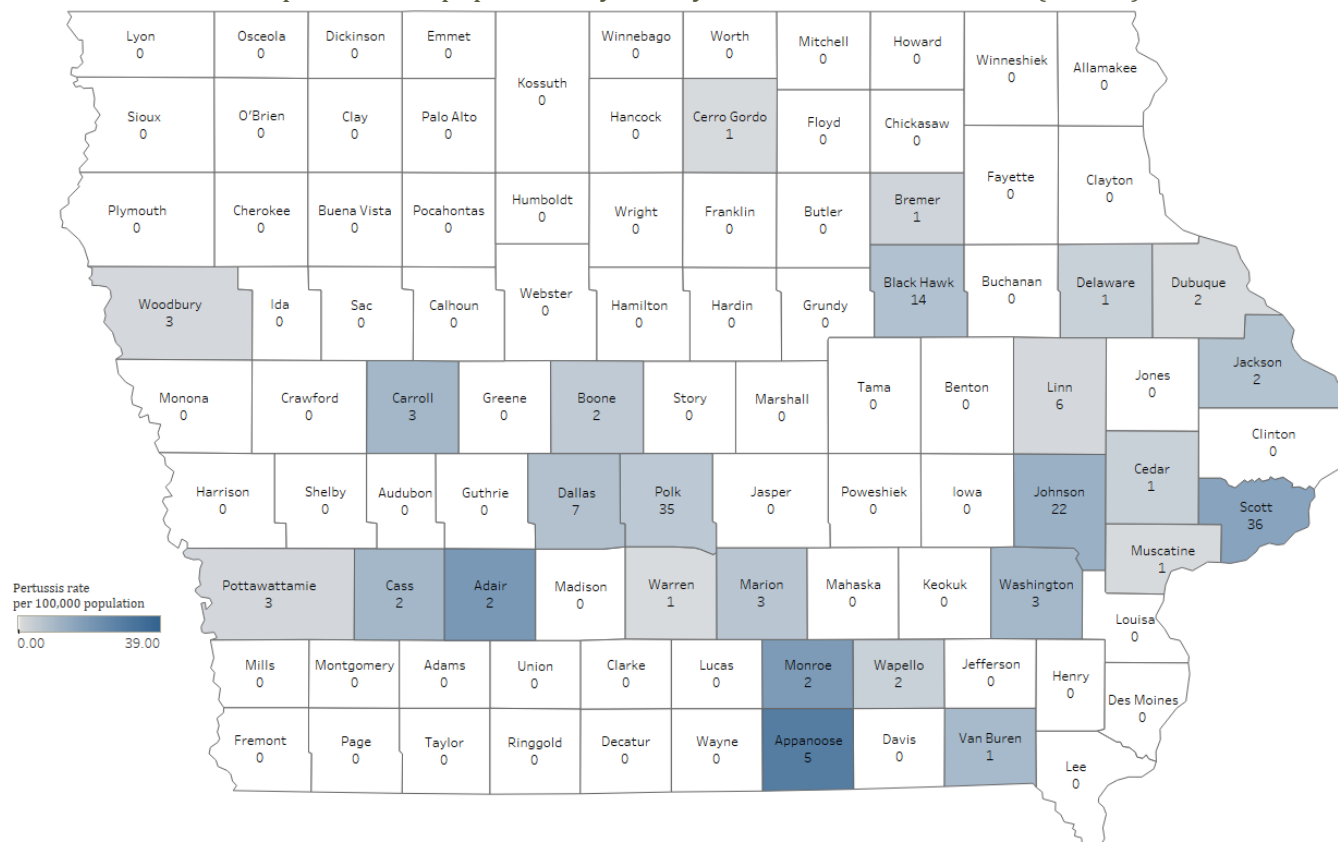 Lyon
0
Osceola
0
Dickinson
0
Emmet
0
Kossuth
0
Winnebago
0
Worth
0
Mitchell
0
Howard
0
Winneshiek
0
Allamakee
0
Sioux
0
O'Brien
0
Clay
0
Palo Alto
0
Hancock
0
Cerro Gordo
1
Floyd
0
Chickasaw
0
Fayette
0
Clayton
0
Plymouth
0
Cherokee
0
Buena Vista
0
Pocahontas
0
Humboldt
0
Wright
0
Franklin
0
Butler
0
Bremer
1
Woodbury
3
Ida
0
Sac
0
Calhoun
0
Webster
0
Hamilton
0
Hardin
0
Grundy
0
Black Hawk
14
Buchanan
0
Delaware
1
Dubuque
2
Monona
0
Crawford
0
Carroll
3
Greene
0
Boone
2
Story
0
Marshall
0
Tama
0
Benton
0
Linn
6
Jones
0
Jackson
2
Clinton
0
Harrison
0
Shelby
0
Audubon
0
Guthrie
0
Dallas
7
Polk
35
Jasper
0
Poweshiek
0
Iowa
0
Johnson
22
Cedar
1
Scott
36
Muscatine
1
Pottawattamie
3
Cass
2
Adair
2
Madison
0
Warren
1
Marion
3
Mahaska
0
Keokuk
0
Washington
3
Louisa
0
Pertussis rate
per 100,000 population
0.00
39.00
Mills
0
Montgomery
0
Adams
0
Union
0
Clarke
0
Lucas
0
Monroe
2
Wapello
2
Jefferson
0
Henry
0
Des Moines
0
Fremont
0
Page
0
Taylor
0
Ringgold
0
Decatur
0
Wayne
0
Appanoose
5
Davis
0
Van Buren
1
Lee
0